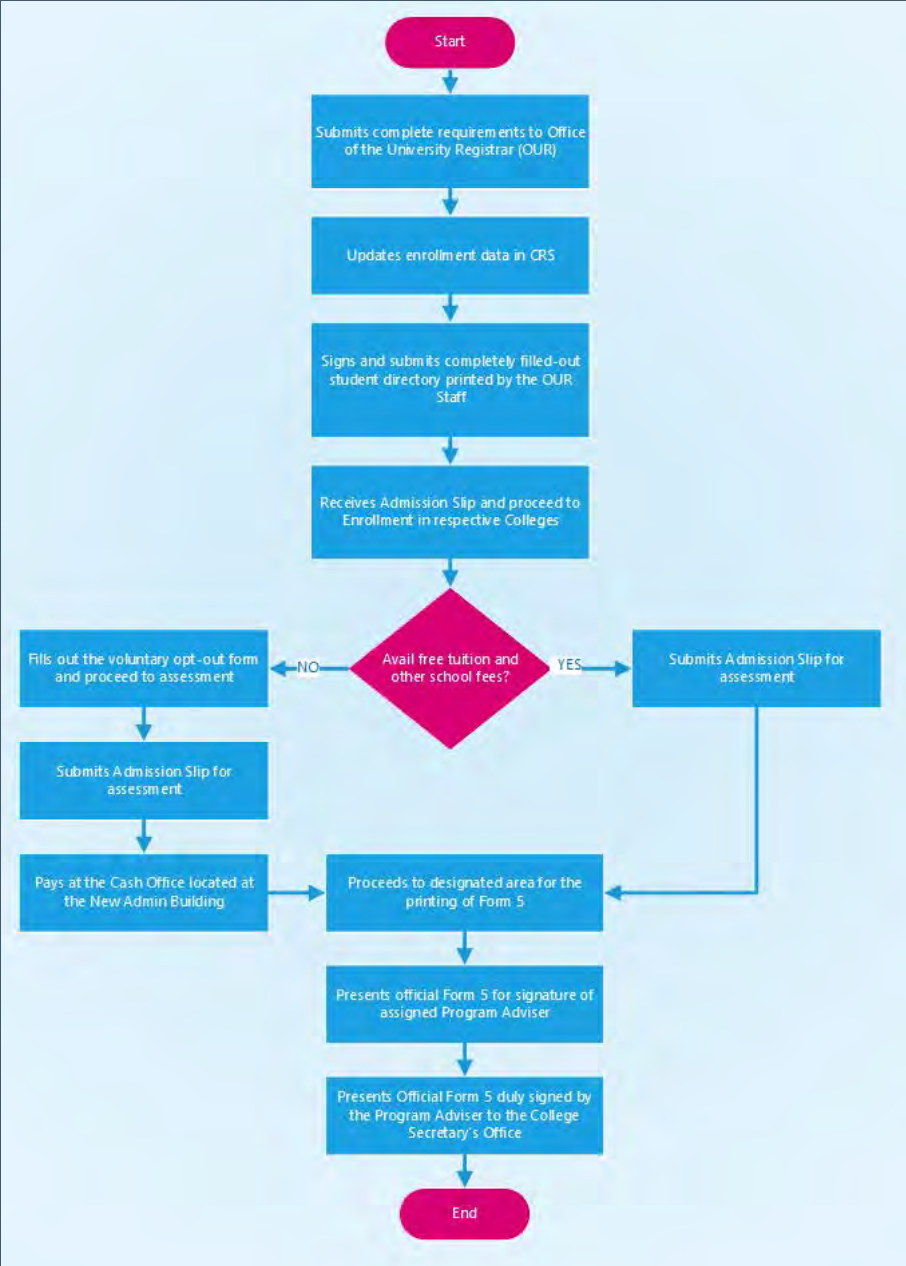 Start
Submits complete requirements to Office
of the University Registrar (OUR)
Updates enrollment data in CRS
Signs and submits completely filled-out
student directory printed by the OUR
Staff
Receives Admission Slip and proceed to
Enrollment in respective Colleges
Avail free tuition and
other school fees?
NO
YES
Fills out the voluntary opt-out form
and proceed to assessment
Submits Admission Slip for
assessment
Pays at the Cash Office located at
the New Admin Building
Submits Admission Slip for
assessment
Proceeds to designated area for the
printing of Form 5
Presents official Form 5 for signature of
assigned Program Adviser
Presents Official Form 5 duly signed by
the Program Adviser to the College
Secretary's Office
End